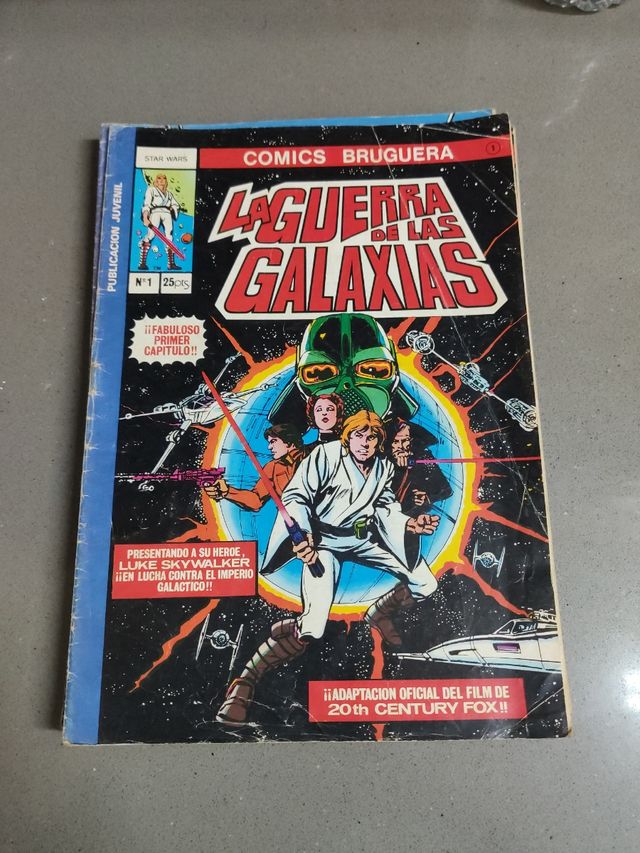 PUBLICACION JUVENIL
STAR WARS
COMICS BRUGUERA
1
LA GUERRA
DE LAS
GALAXIAS
Nº1
25pts
¡¡FABULOSO
PRIMER
CAPITULO!!
PRESENTANDO A SU HEROE,
LUKE SKYWALKER
¡¡EN LUCHA CONTRA EL IMPERIO
GALACTICO!!
¡¡ADAPTACION OFICIAL DEL FILM DE
20th CENTURY FOX!!